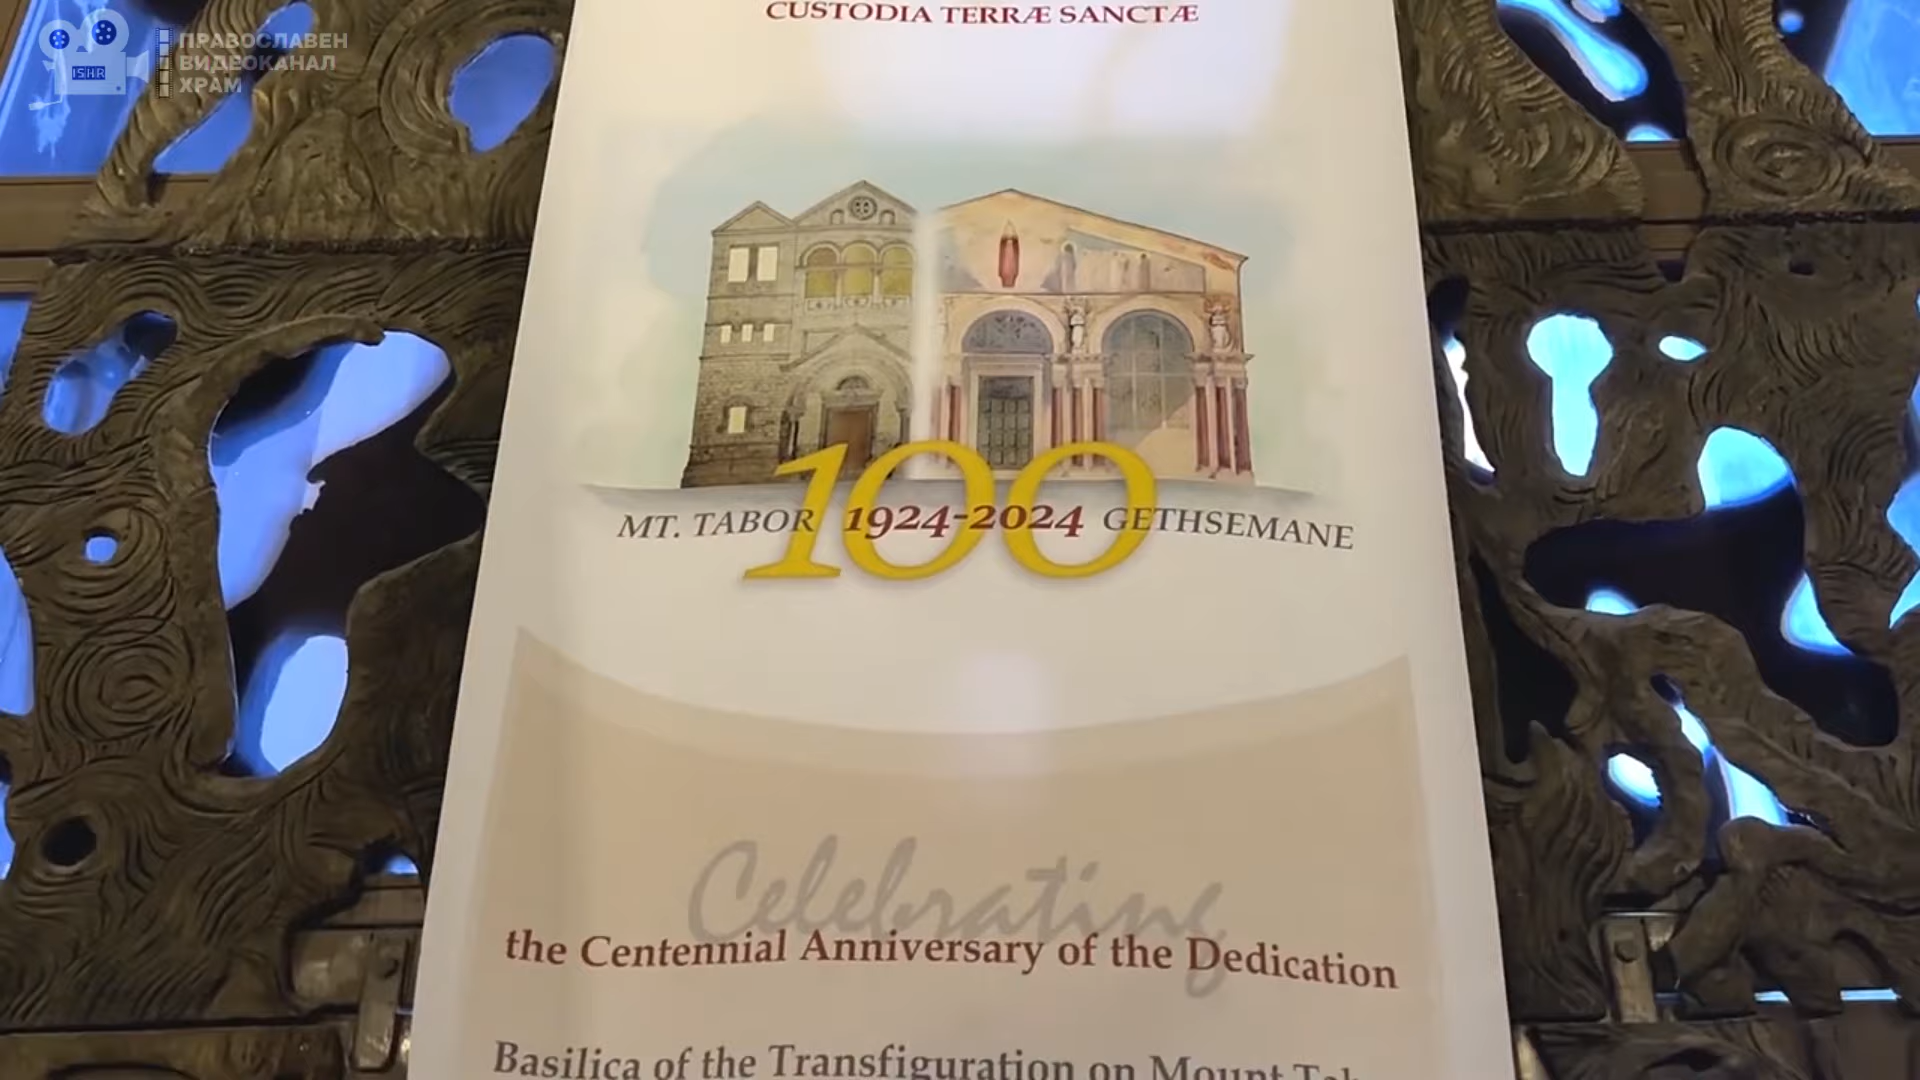 CUSTODIA TERRÆ SANCTÆ
ISHR
ПРАВОСЛАВЕН
ВИДЕОКАНАЛ
ХРАМ
100
MT. TABOR 1924-2024 GETHSEMANE
Celebrating
the Centennial Anniversary of the Dedication
Basilica of the Transfiguration on Mount